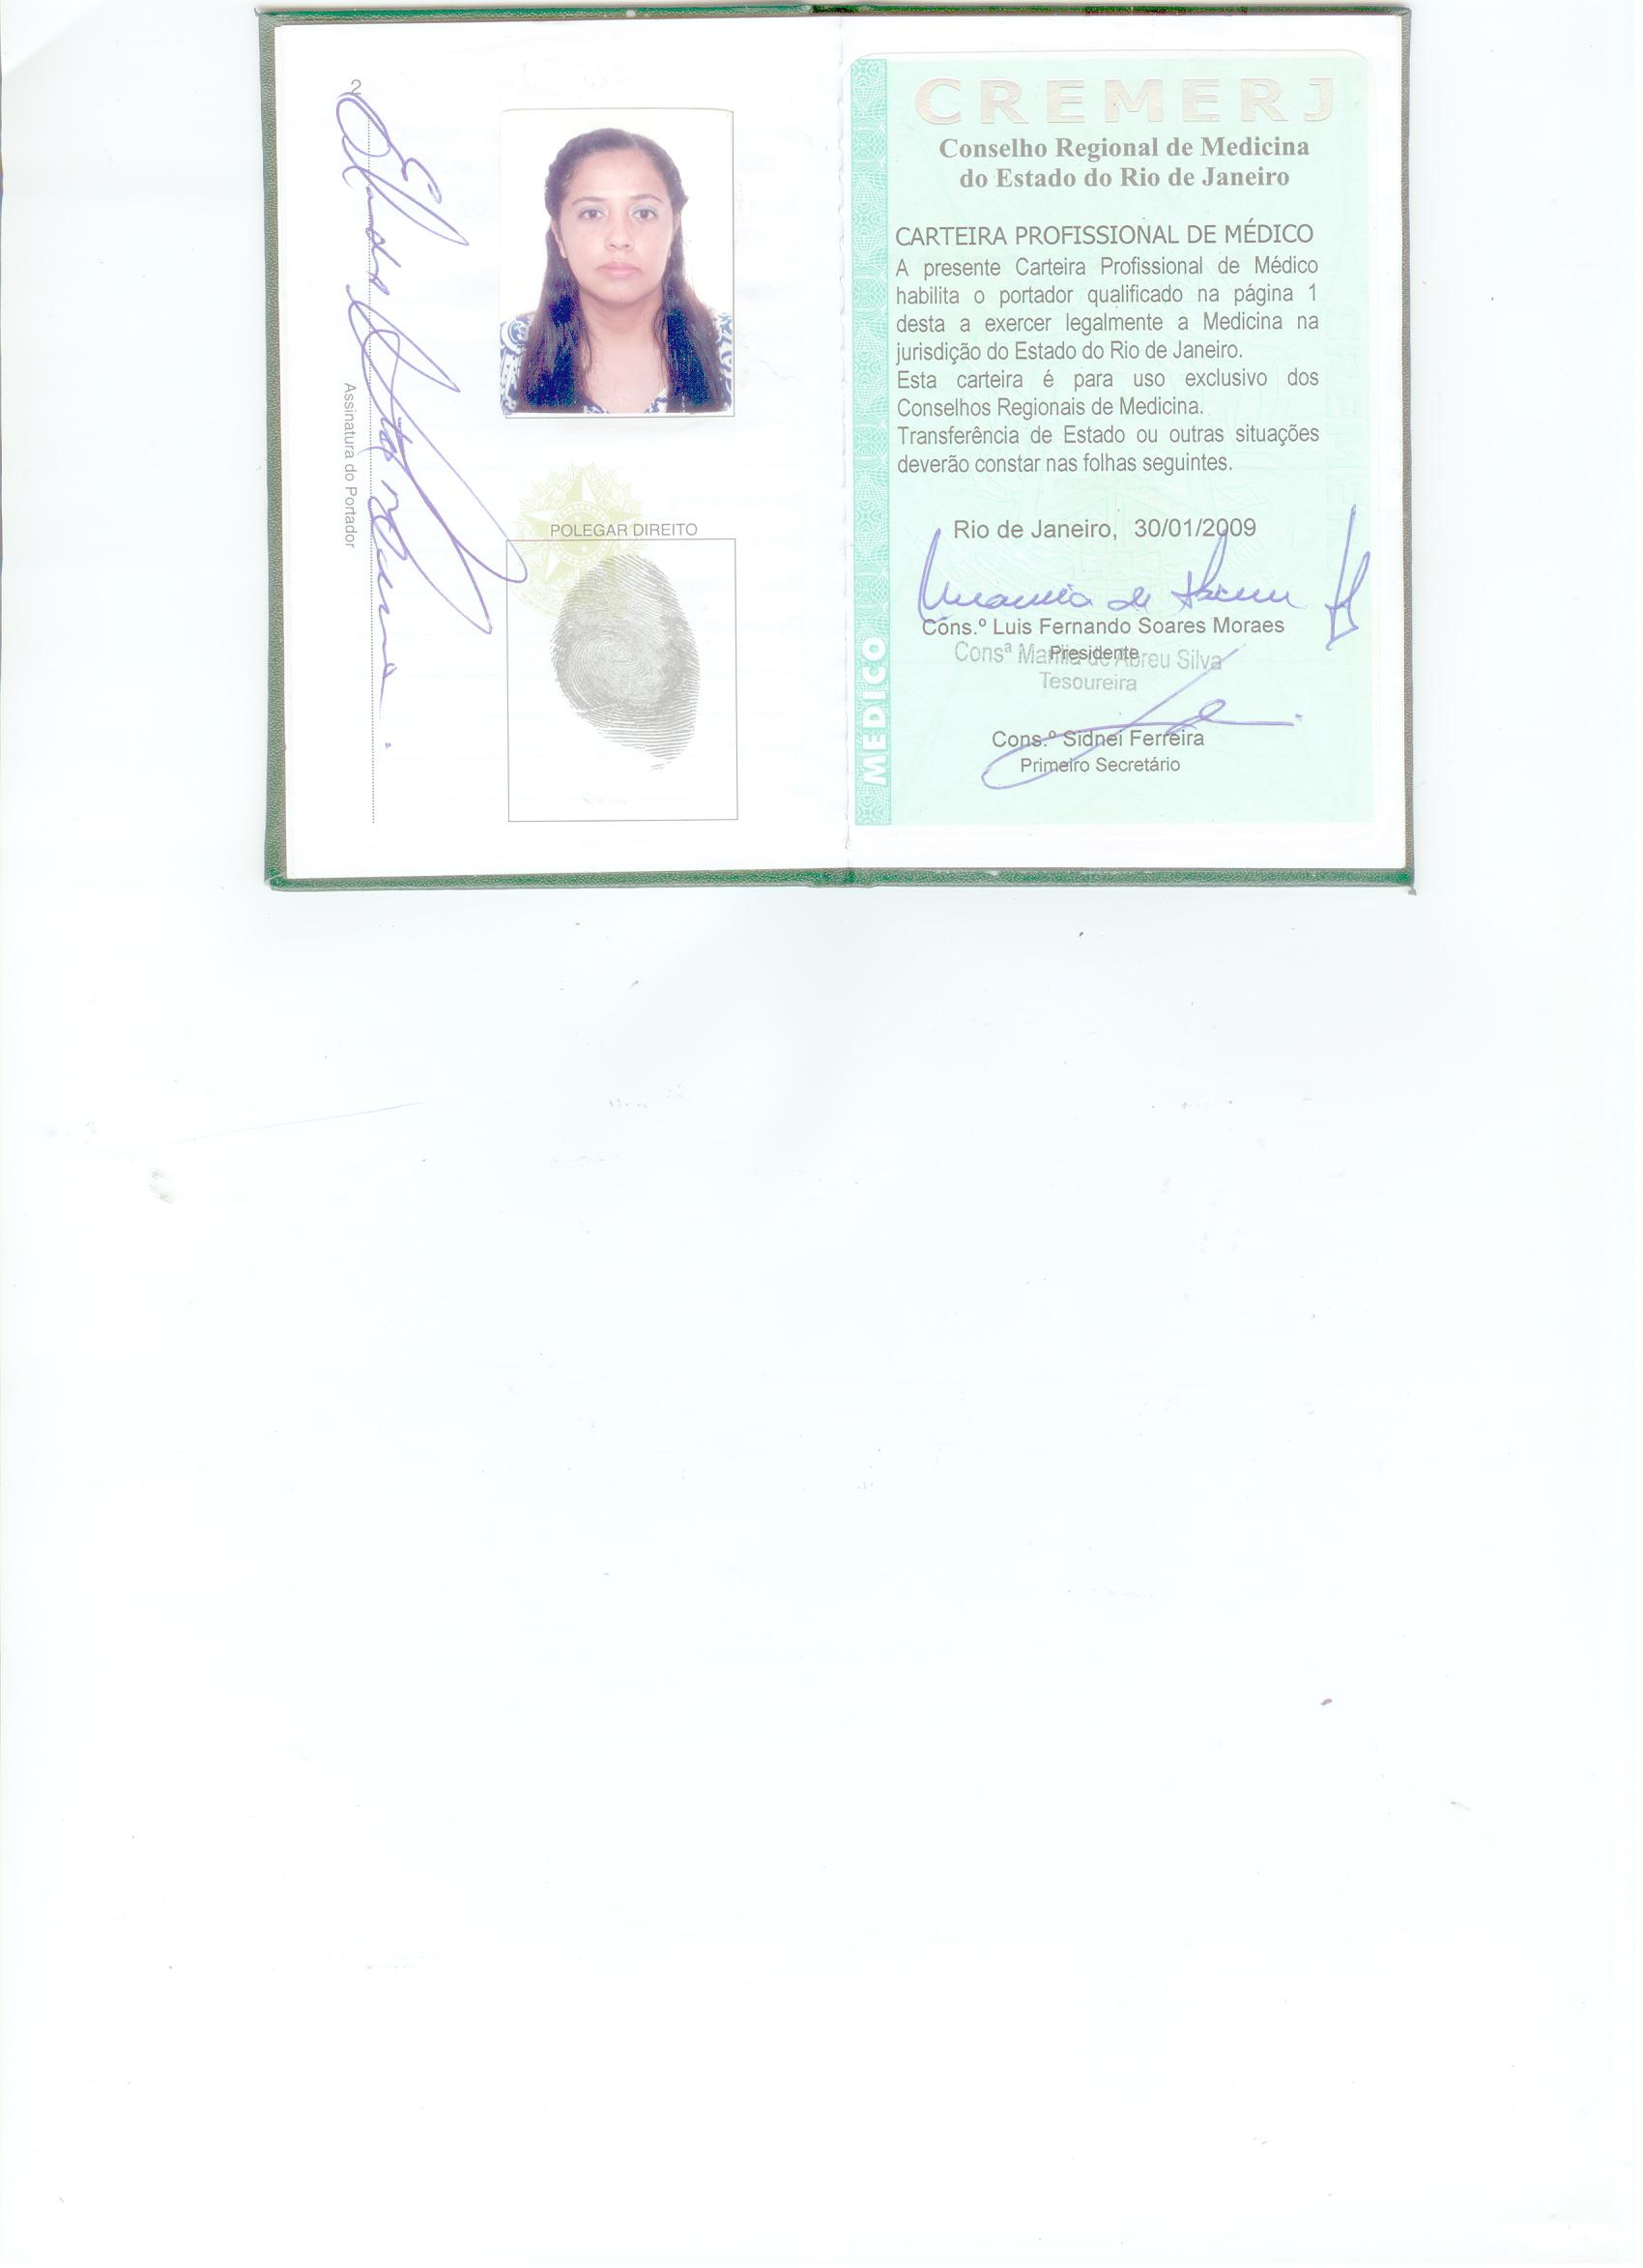 2
Assinatura do Portador
POLEGAR DIREITO
CREMERJ
Conselho Regional de Medicina
do Estado do Rio de Janeiro
CARTEIRA PROFISSIONAL DE MÉDICO
A presente Carteira Profissional de Médico
habilita o portador qualificado na página 1
desta a exercer legalmente a Medicina na
jurisdição do Estado do Rio de Janeiro.
Esta carteira é para uso exclusivo dos
Conselhos Regionais de Medicina.
Transferência de Estado ou outras situações
deverão constar nas folhas seguintes.
Rio de Janeiro, 30/01/2009
Cons.º Luis Fernando Soares Moraes
Presidente
Consª Marília de Abreu Silva
Tesoureira
Cons.º Sidnei Ferreira
Primeiro Secretário
MEDICO